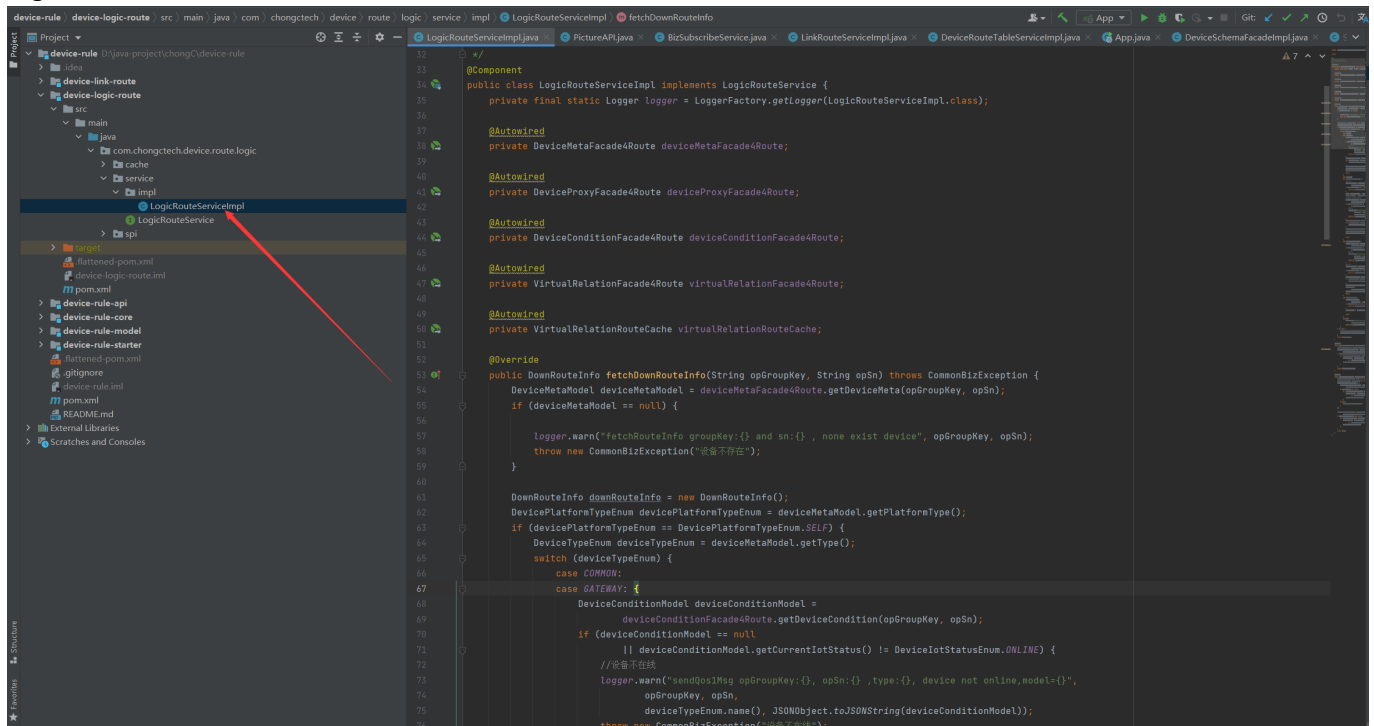 device-rule 〉 device-logic-route 〉 src 〉 main 〉 java 〉 com 〉 chongctech 〉 device 〉 route 〉 logic 〉 service 〉 impl 〉 LogicRouteServiceImpl 〉 fetchDownRouteInfo
App
Git:
Project
LogicRouteServiceImpl.java
PictureAPI.java
BizSubscribeService.java
LinkRouteServiceImpl.java
DeviceRouteTableServiceImpl.java
App.java
DeviceSchemaFacadeImpl.java
7
Project
device-rule D:\java-project\chongC\device-rule
.idea
device-link-route
device-logic-route
src
main
java
com.chongctech.device.route.logic
cache
service
impl
LogicRouteServiceImpl
LogicRouteService
spi
target
.flattened-pom.xml
device-logic-route.iml
pom.xml
device-rule-api
device-rule-core
device-rule-model
device-rule-starter
.flattened-pom.xml
.gitignore
device-rule.iml
pom.xml
README.md
External Libraries
Scratches and Consoles
Structure
Favorites
32 */
33 @Component
34 public class LogicRouteServiceImpl implements LogicRouteService {
35 private final static Logger logger = LoggerFactory.getLogger(LogicRouteServiceImpl.class);
36
37 @Autowired
38 private DeviceMetaFacade4Route deviceMetaFacade4Route;
39
40 @Autowired
41 private DeviceProxyFacade4Route deviceProxyFacade4Route;
42
43 @Autowired
44 private DeviceConditionFacade4Route deviceConditionFacade4Route;
45
46 @Autowired
47 private VirtualRelationFacade4Route virtualRelationFacade4Route;
48
49 @Autowired
50 private VirtualRelationRouteCache virtualRelationRouteCache;
51
52 @Override
53 public DownRouteInfo fetchDownRouteInfo(String opGroupKey, String opSn) throws CommonBizException {
54 DeviceMetaModel deviceMetaModel = deviceMetaFacade4Route.getDeviceMeta(opGroupKey, opSn);
55 if (deviceMetaModel == null) {
56
57 logger.warn("fetchRouteInfo groupKey:{} and sn:{} , none exist device", opGroupKey, opSn);
58 throw new CommonBizException("设备不存在");
59 }
60
61 DownRouteInfo downRouteInfo = new DownRouteInfo();
62 DevicePlatformTypeEnum devicePlatformTypeEnum = deviceMetaModel.getPlatformType();
63 if (devicePlatformTypeEnum == DevicePlatformTypeEnum.SELF) {
64 DeviceTypeEnum deviceTypeEnum = deviceMetaModel.getType();
65 switch (deviceTypeEnum) {
66 case COMMON:
67 case GATEWAY: {
68 DeviceConditionModel deviceConditionModel =
69 deviceConditionFacade4Route.getDeviceCondition(opGroupKey, opSn);
70 if (deviceConditionModel == null
71 || deviceConditionModel.getCurrentIotStatus() != DeviceIotStatusEnum.ONLINE) {
72 //设备不在线
73 logger.warn("sendQos1Msg opGroupKey:{}, opSn:{} ,type:{}, device not online,model={}",
74 opGroupKey, opSn,
75 deviceTypeEnum.name(), JSONObject.toJSONString(deviceConditionModel));
76 throw new CommonBizException("设备不在线");